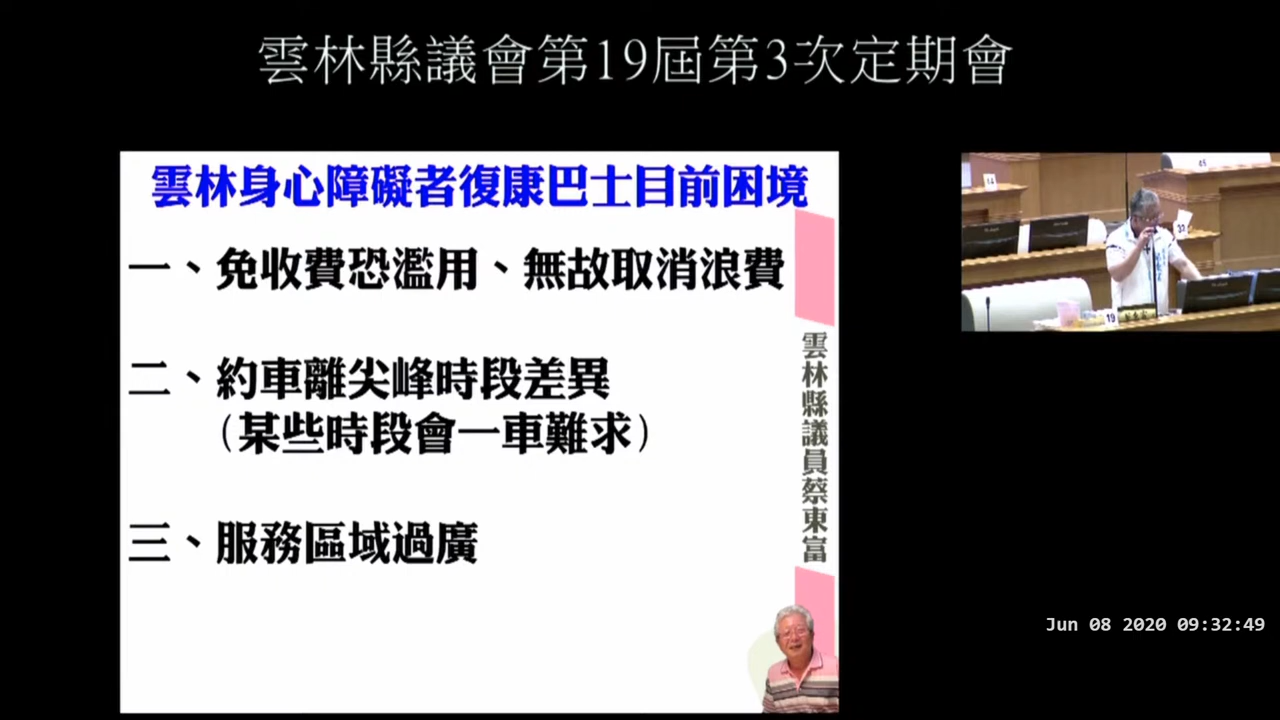 雲林縣議會第19屆第3次定期會
雲林身心障礙者復康巴士目前困境
一、免收費恐濫用、無故取消浪費
二、約車離尖峰時段差異
（某些時段會一車難求）
三、服務區域過廣
雲林縣議員蔡東富
45
14
19
Jun 08 2020 09:32:49